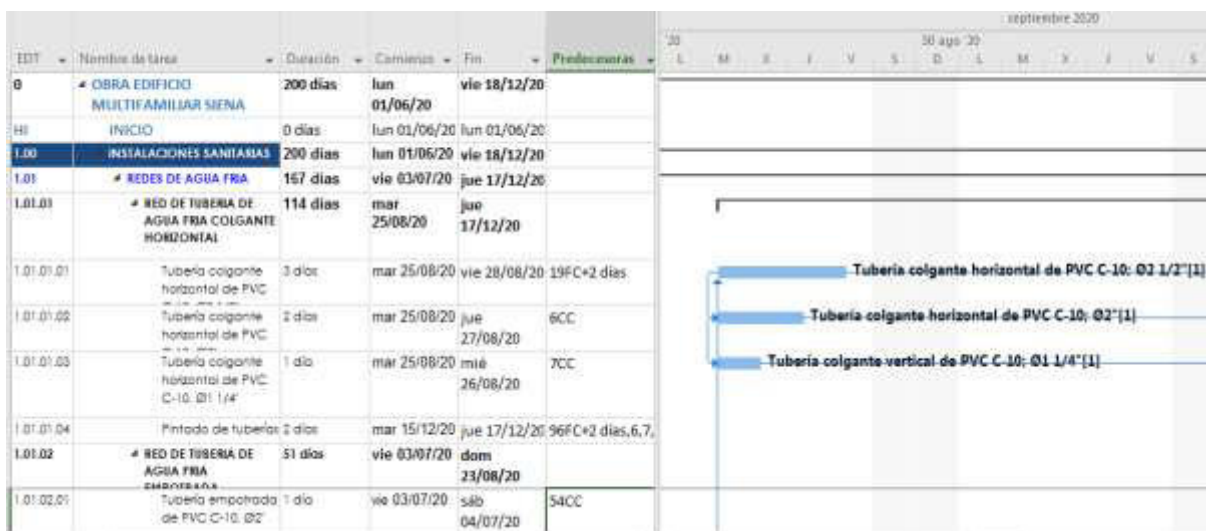 septiembre 2020
'20
30 ago '20
L M X J V S D L M X J V S
EDT Nombre de tarea Duración Comienzo Fin Predecesoras
0 OBRA EDIFICIO MULTIFAMILIAR SIENA 200 días lun 01/06/20 vie 18/12/20
HI INICIO 0 días lun 01/06/20 lun 01/06/20
1.00 INSTALACIONES SANITARIAS 200 días lun 01/06/20 vie 18/12/20
1.01 REDES DE AGUA FRIA 167 días vie 03/07/20 jue 17/12/20
1.01.01 RED DE TUBERIA DE AGUA FRIA COLGANTE HORIZONTAL 114 días mar 25/08/20 jue 17/12/20
1.01.01.01 Tubería colgante horizontal de PVC 3 días mar 25/08/20 vie 28/08/20 19FC+2 días
Tubería colgante horizontal de PVC C-10; Ø2 1/2"[1]
1.01.01.02 Tubería colgante horizontal de PVC 2 días mar 25/08/20 jue 27/08/20 6CC
Tubería colgante horizontal de PVC C-10; Ø2"[1]
1.01.01.03 Tubería colgante horizontal de PVC C-10. Ø1 1/4" 1 día mar 25/08/20 mié 26/08/20 7CC
Tubería colgante vertical de PVC C-10; Ø1 1/4"[1]
1.01.01.04 Pintado de tuberías 2 días mar 15/12/20 jue 17/12/20 96FC+2 días,6,7,
1.01.02 RED DE TUBERIA DE AGUA FRIA EMPOTRADA 51 días vie 03/07/20 dom 23/08/20
1.01.02.01 Tubería empotrada de PVC C-10. Ø2" 1 día vie 03/07/20 sáb 04/07/20 54CC